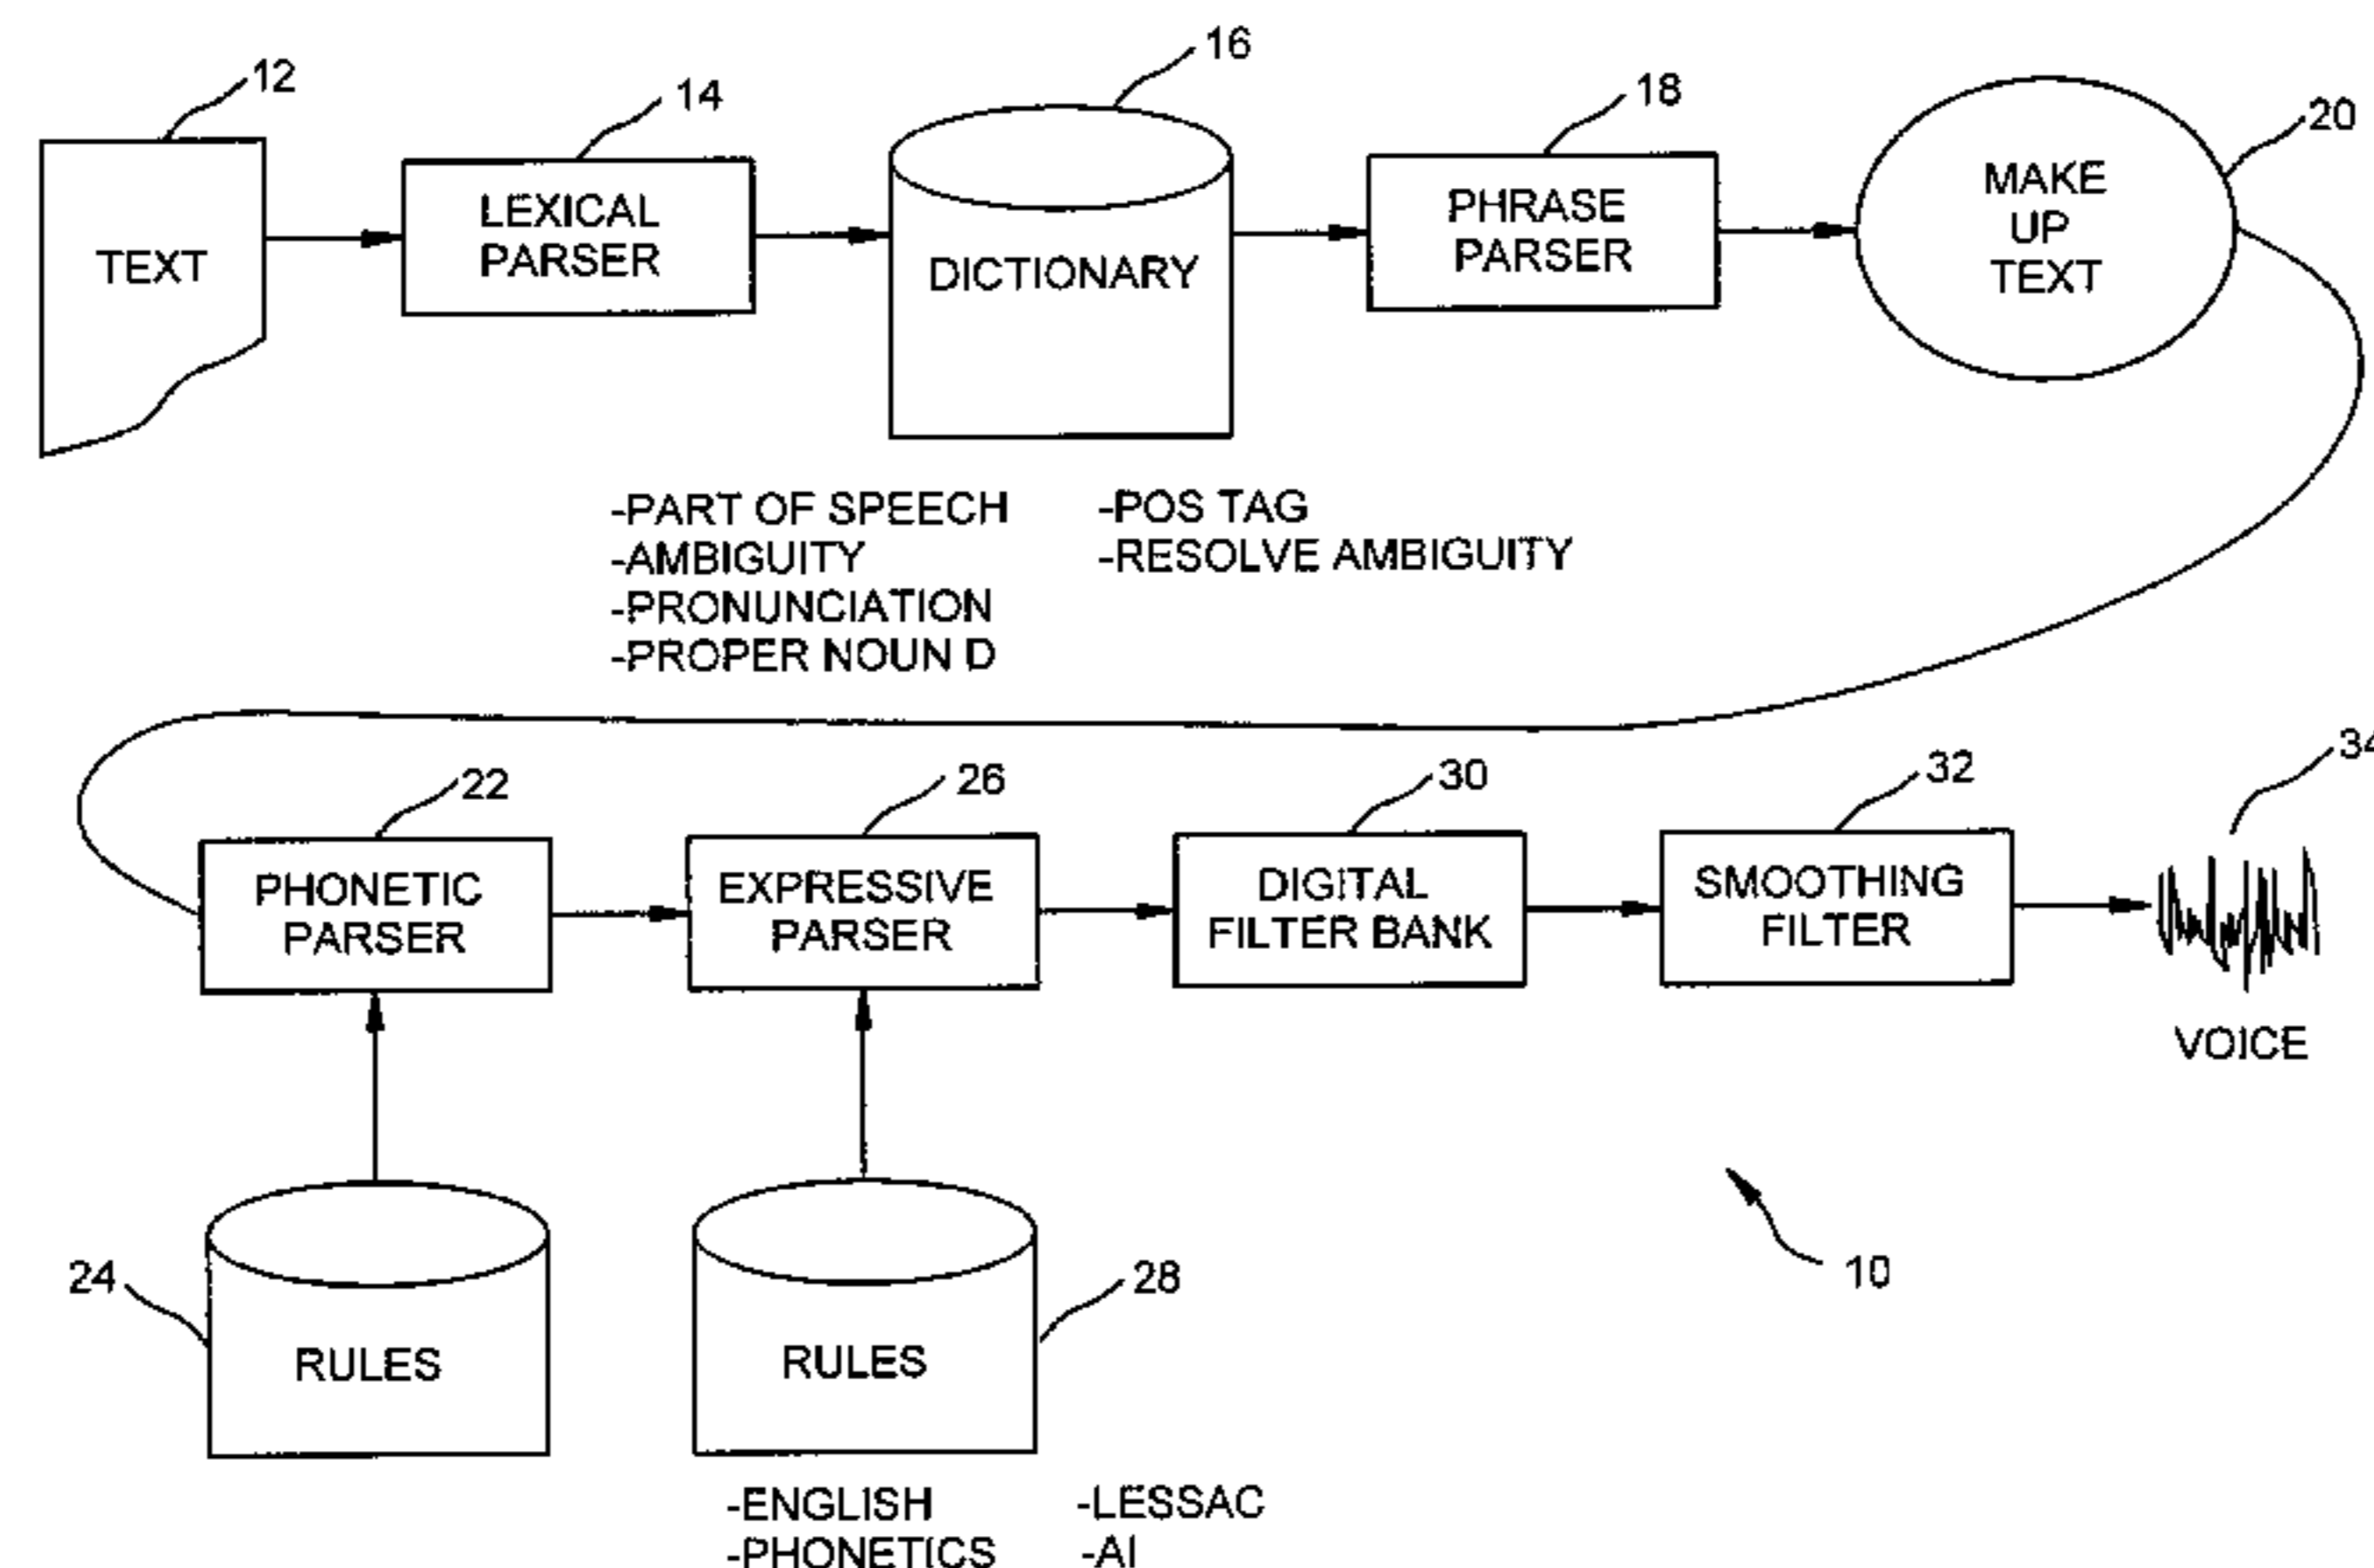 12
14
16
18
20
TEXT
LEXICAL
PARSER
DICTIONARY
PHRASE
PARSER
MAKE
UP
TEXT
-PART OF SPEECH
-AMBIGUITY
-PRONUNCIATION
-PROPER NOUN D
-POS TAG
-RESOLVE AMBIGUITY
22
26
30
32
34
PHONETIC
PARSER
EXPRESSIVE
PARSER
DIGITAL
FILTER BANK
SMOOTHING
FILTER
VOICE
24
RULES
28
RULES
10
-ENGLISH
-PHONETICS
-LESSAC
-AI